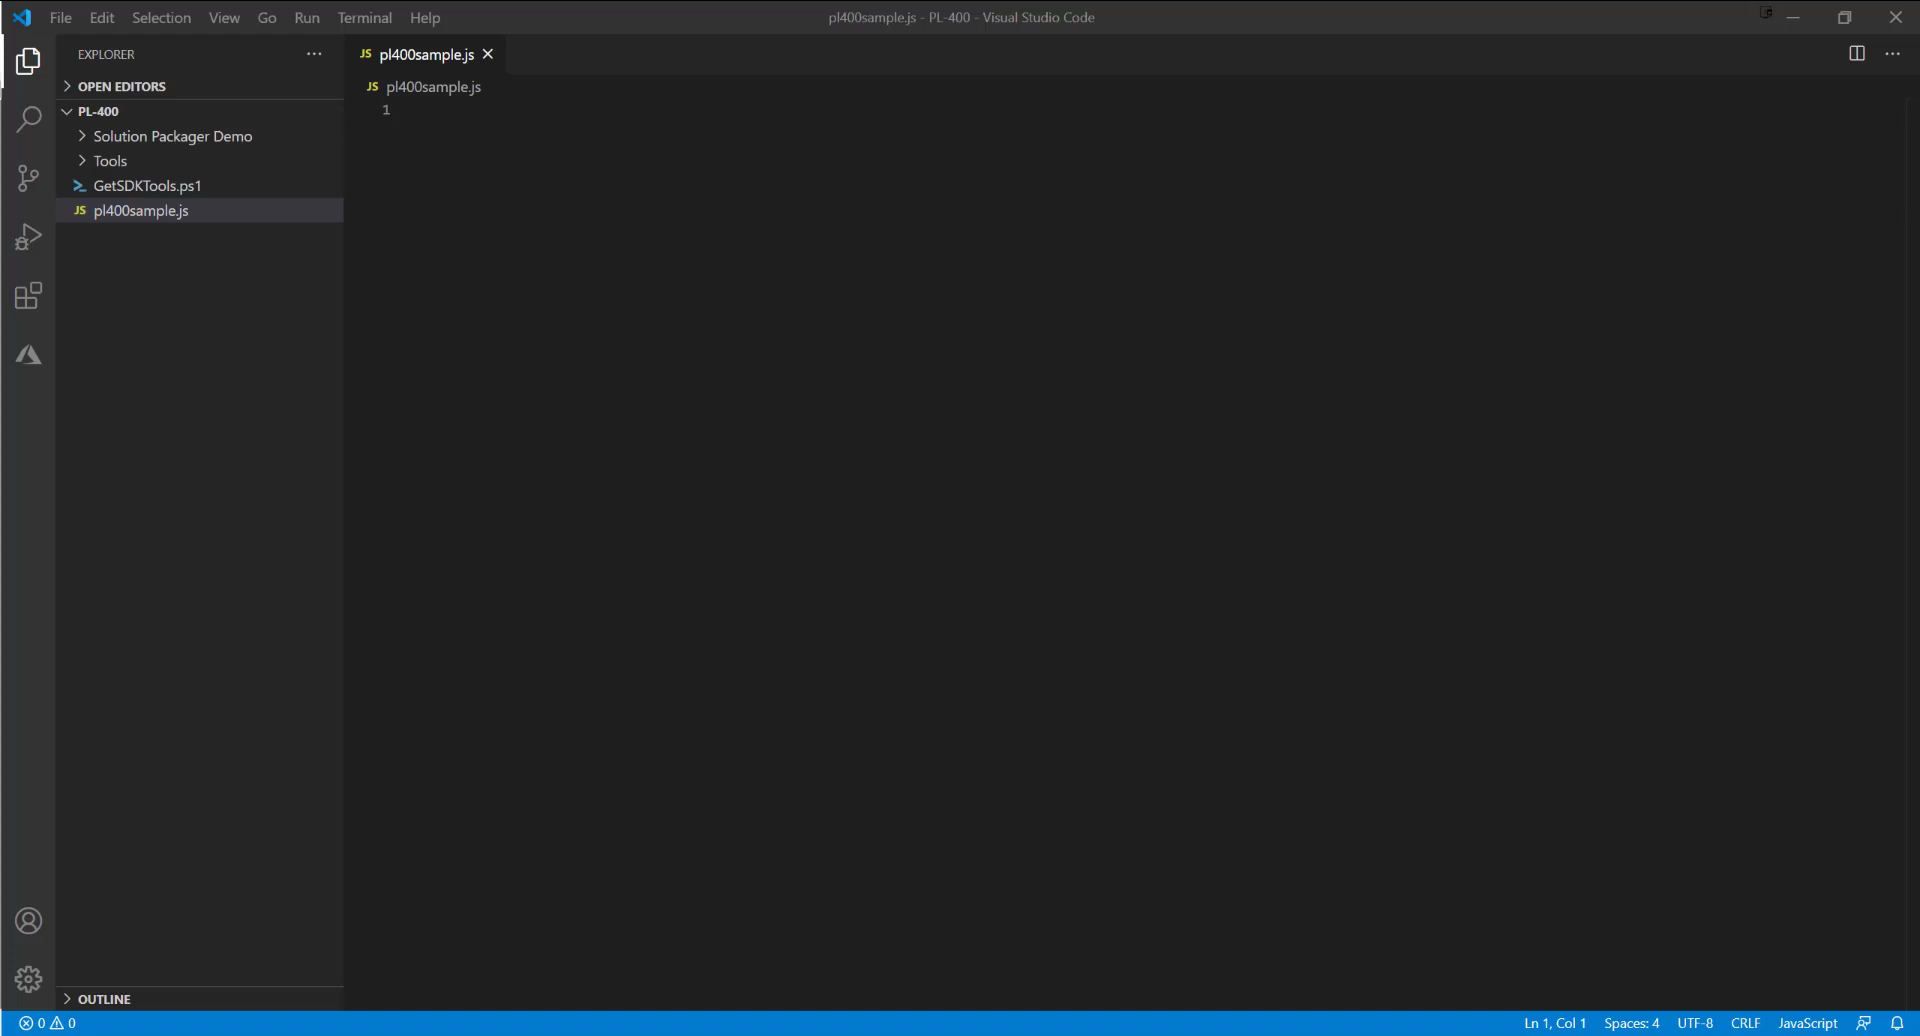 File Edit Selection View Go Run Terminal Help
pl400sample.js - PL-400 - Visual Studio Code
EXPLORER
OPEN EDITORS
PL-400
Solution Packager Demo
Tools
GetSDKTools.ps1
JS pl400sample.js
OUTLINE
JS pl400sample.js
JS pl400sample.js
1
0 0
Ln 1, Col 1 Spaces: 4 UTF-8 CRLF JavaScript